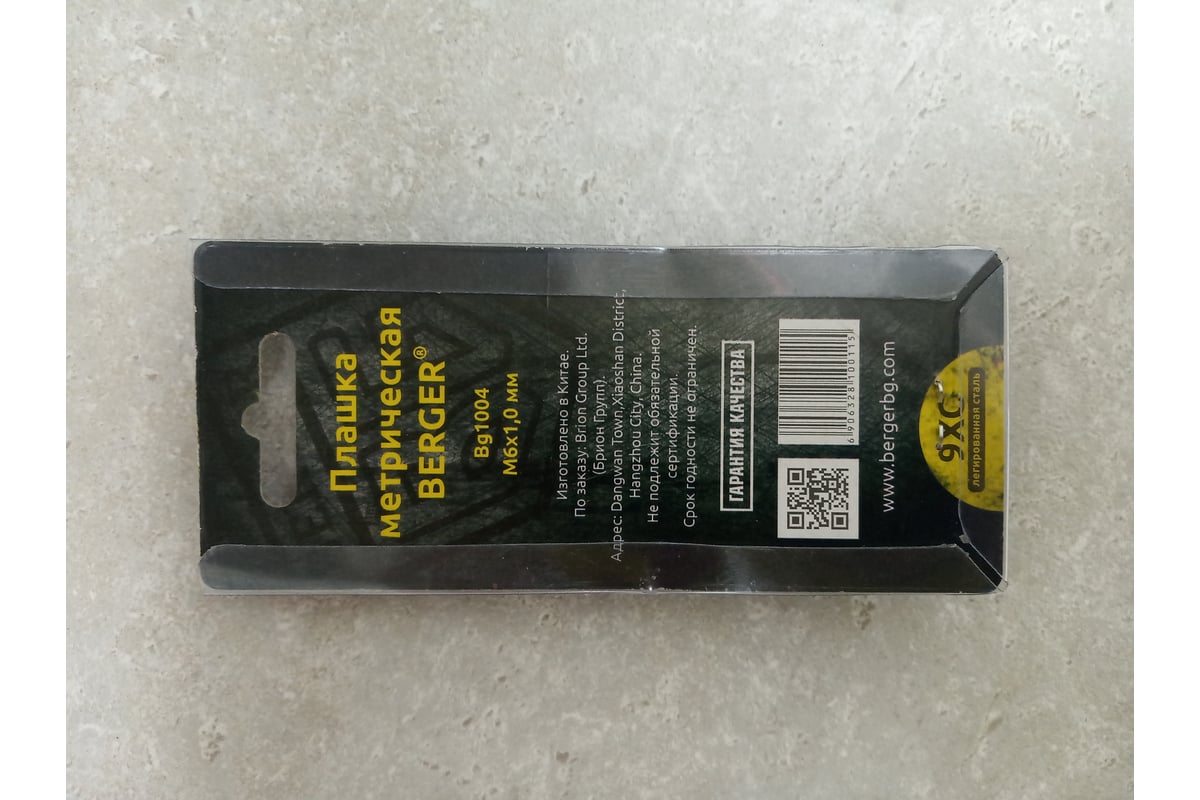 Плашка
метрическая
BERGER®
Bg1004
М6х1,0 мм
Изготовлено в Китае.
По заказу: Brion Group Ltd.
(Брион Групп).
Адрес: Dangwan Town,Xiaoshan District,
Hangzhou City, China.
Не подлежит обязательной
сертификации.
Срок годности не ограничен.
ГАРАНТИЯ КАЧЕСТВА
6906328100115
www.bergerbg.com
9ХС
легированная сталь